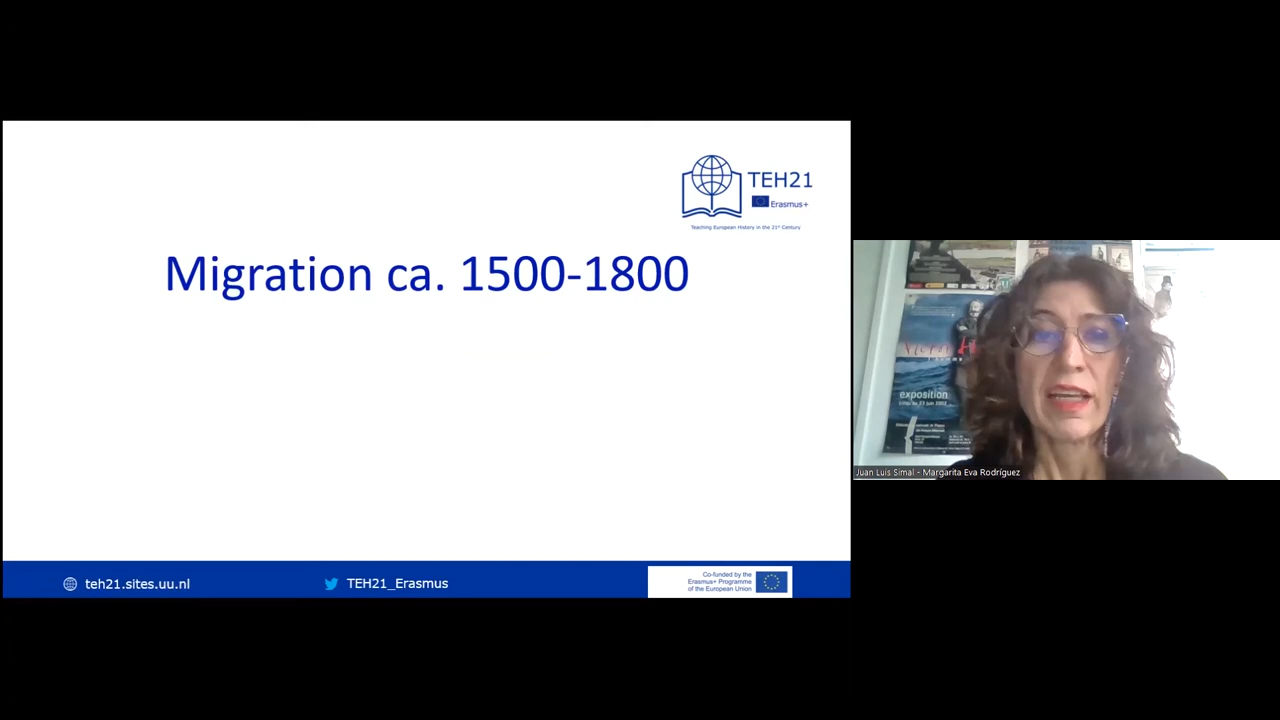 TEH21
Erasmus+
Teaching European History in the 21st Century
Migration ca. 1500-1800
exposition
Juan Luis Simal - Margarita Eva Rodríguez
teh21.sites.uu.nl
TEH21_Erasmus
Co-funded by the
Erasmus+ Programme
of the European Union